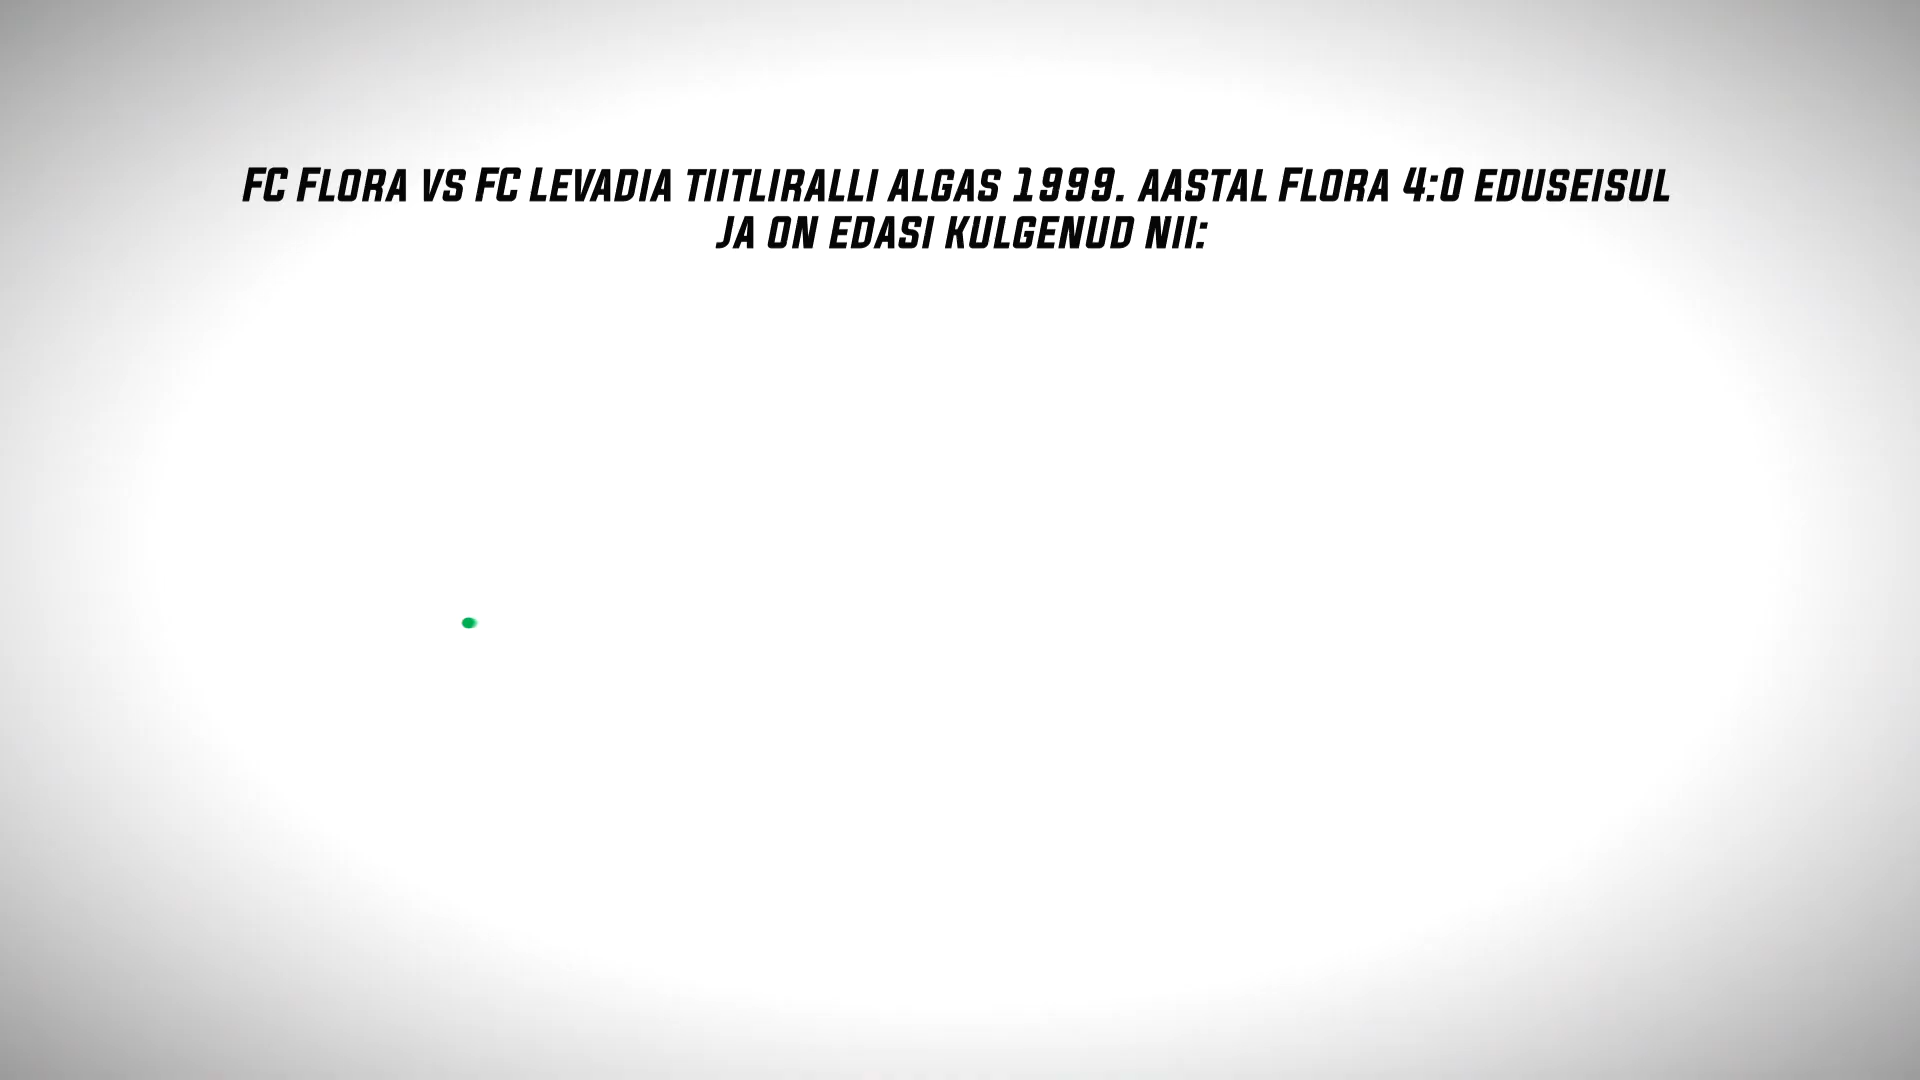 FC FLORA VS FC LEVADIA TIITLIRALLI ALGAS 1999. AASTAL FLORA 4:0 EDUSEISUL
JA ON EDASI KULGENUD NII: